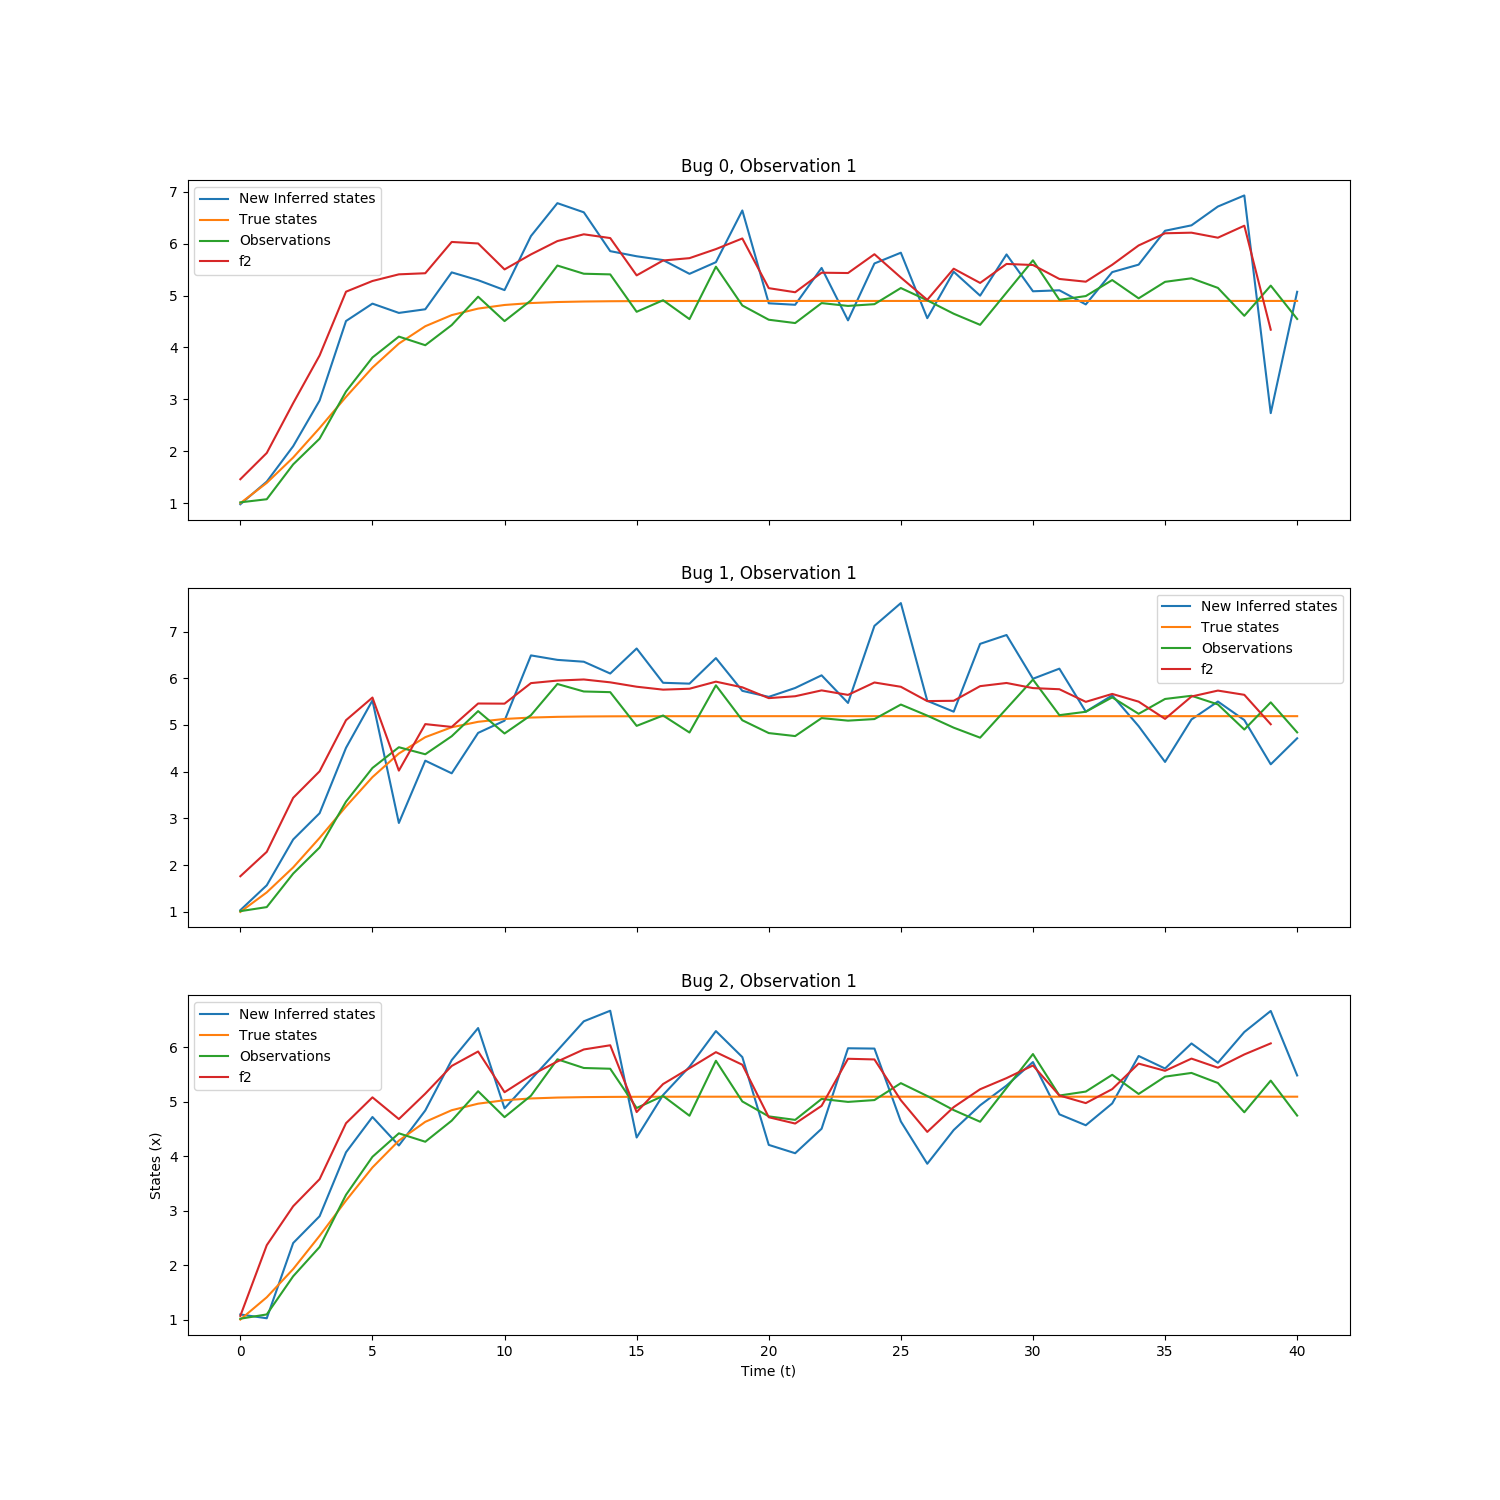 Bug 0, Observation 1
7
6
5
4
3
2
1
New Inferred states
True states
Observations
f2
Bug 1, Observation 1
7
6
5
4
3
2
1
New Inferred states
True states
Observations
f2
Bug 2, Observation 1
States (x)
6
5
4
3
2
1
New Inferred states
True states
Observations
f2
0 5 10 15 20 25 30 35 40
Time (t)